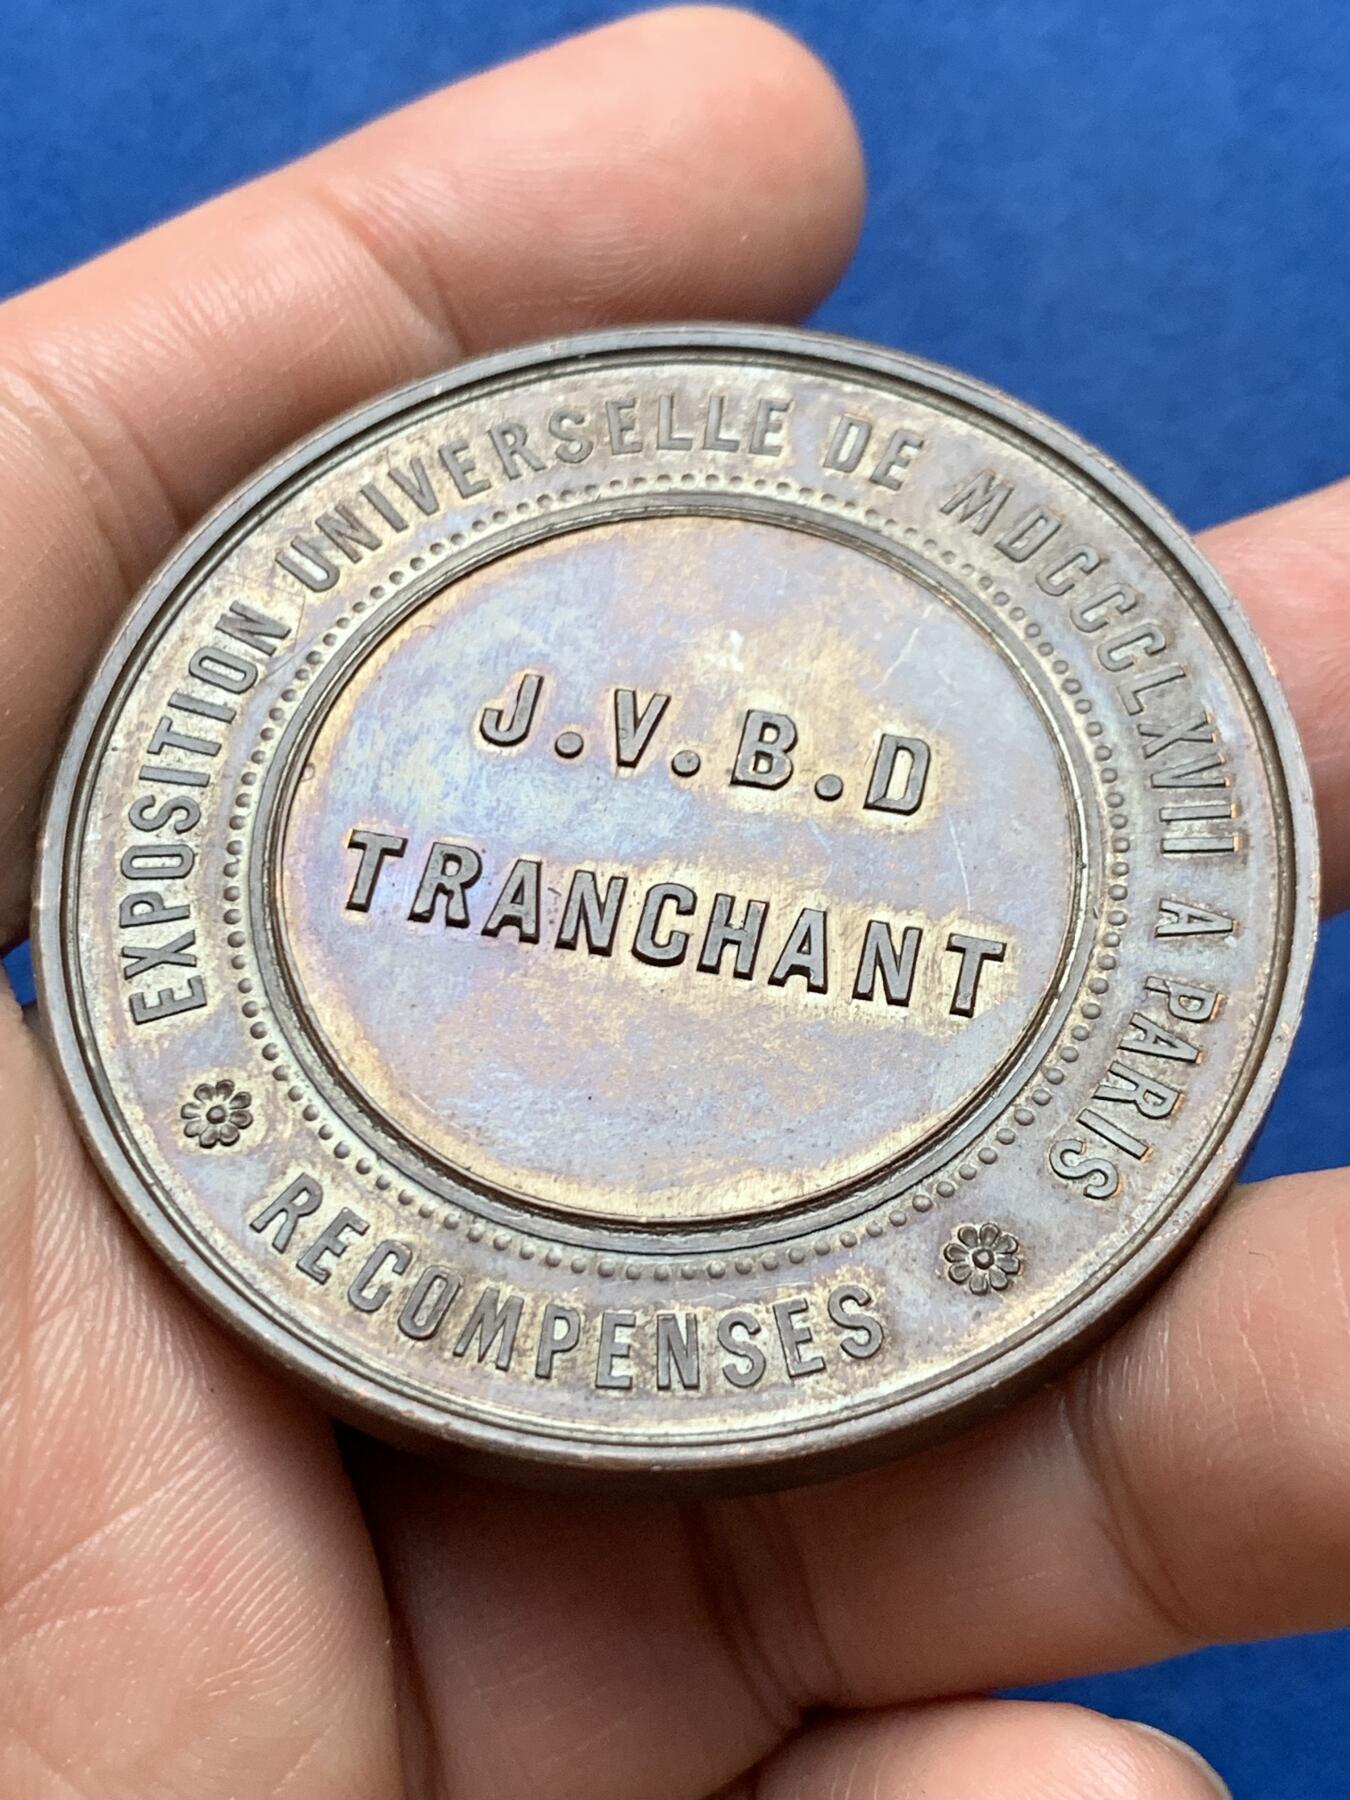 EXPOSITION UNIVERSELLE DE MDCCCLXVII A PARIS
J.V.B.D
TRANCHANT
RECOMPENSES